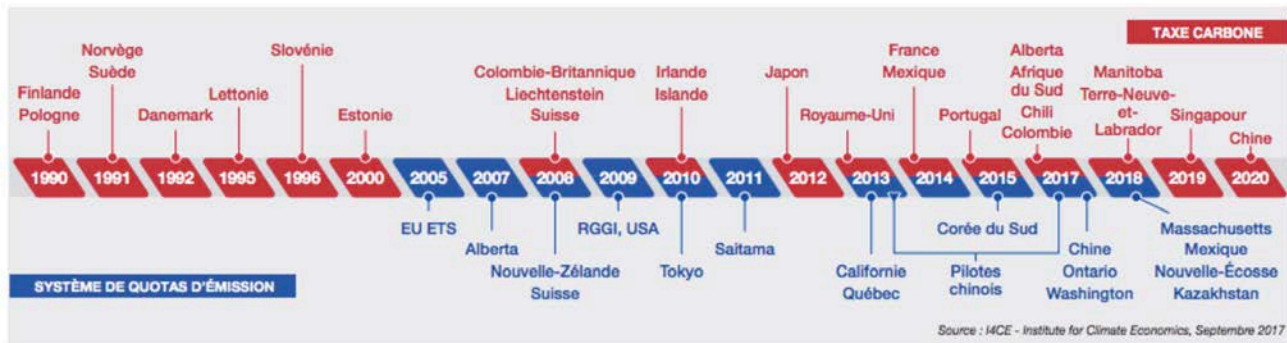 TAXE CARBONE
Finlande
Pologne
Norvège
Suède
Danemark
Lettonie
Slovénie
Estonie
Colombie-Britannique
Liechtenstein
Suisse
Irlande
Islande
Japon
Royaume-Uni
France
Mexique
Portugal
Alberta
Afrique
du Sud
Chili
Colombie
Manitoba
Terre-Neuve-
et-
Labrador
Singapour
Chine
1990 1991 1992 1995 1996 2000 2005 2007 2008 2009 2010 2011 2012 2013 2014 2015 2017 2018 2019 2020
EU ETS
Alberta
Nouvelle-Zélande
Suisse
RGGI, USA
Tokyo
Saitama
Californie
Québec
Pilotes
chinois
Corée du Sud
Chine
Ontario
Washington
Massachusetts
Mexique
Nouvelle-Écosse
Kazakhstan
SYSTÈME DE QUOTAS D'ÉMISSION
Source : I4CE - Institute for Climate Economics, Septembre 2017